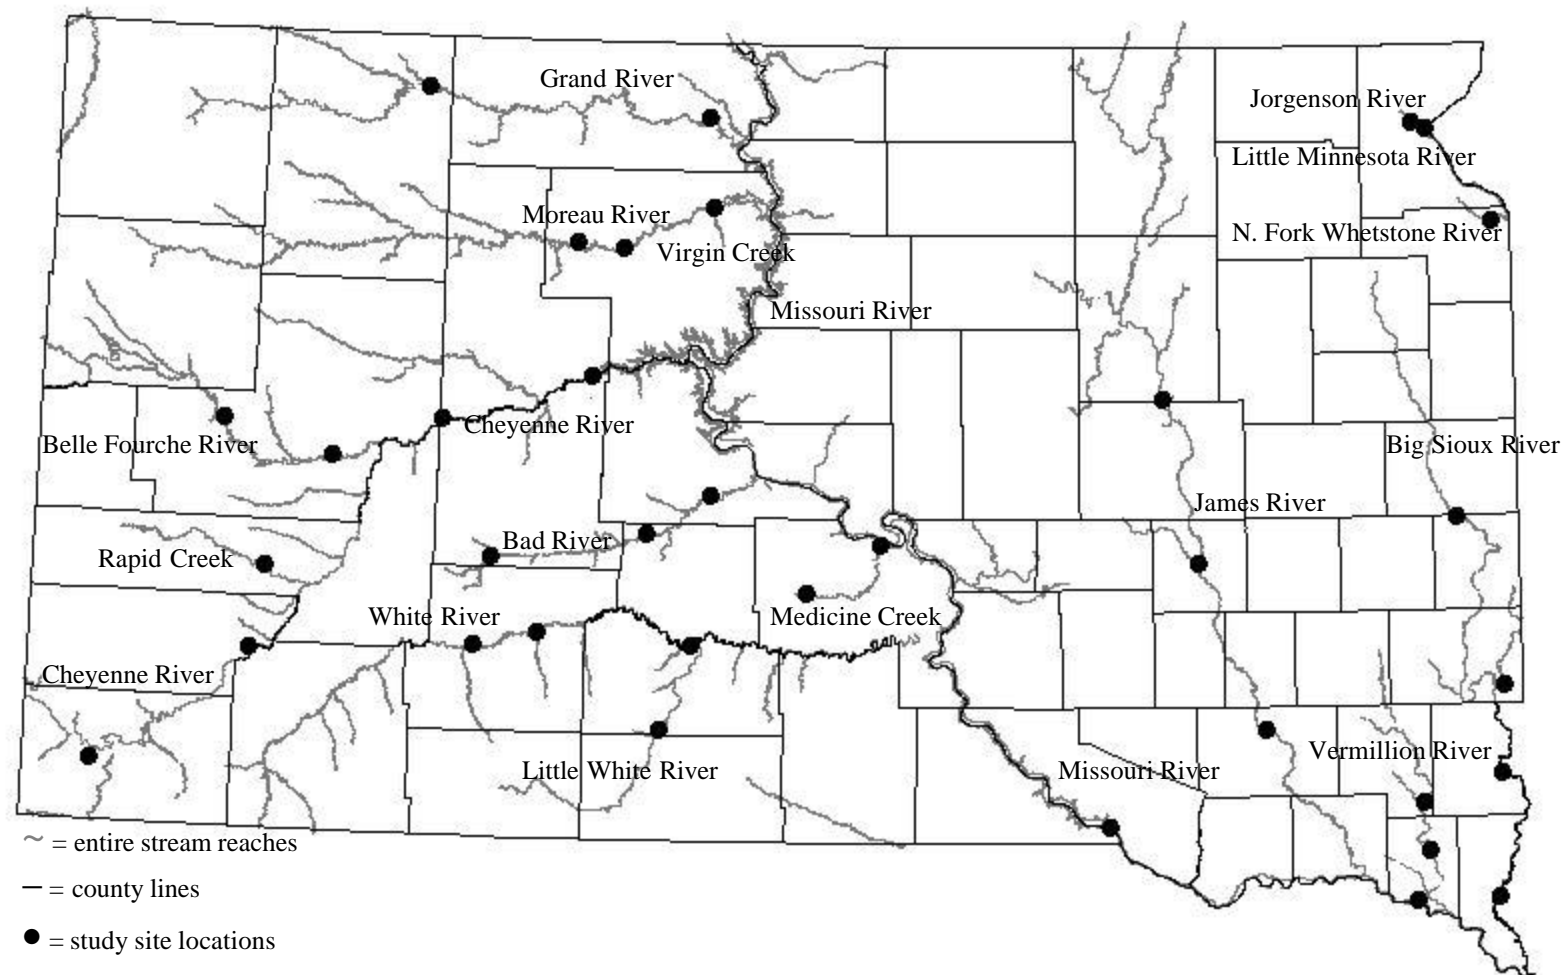 Grand River
Jorgenson River
Little Minnesota River
Moreau River
N. Fork Whetstone River
Virgin Creek
Missouri River
Cheyenne River
Belle Fourche River
Big Sioux River
James River
Bad River
Rapid Creek
White River
Medicine Creek
Cheyenne River
Vermillion River
Little White River
Missouri River
~ = entire stream reaches
– = county lines
● = study site locations